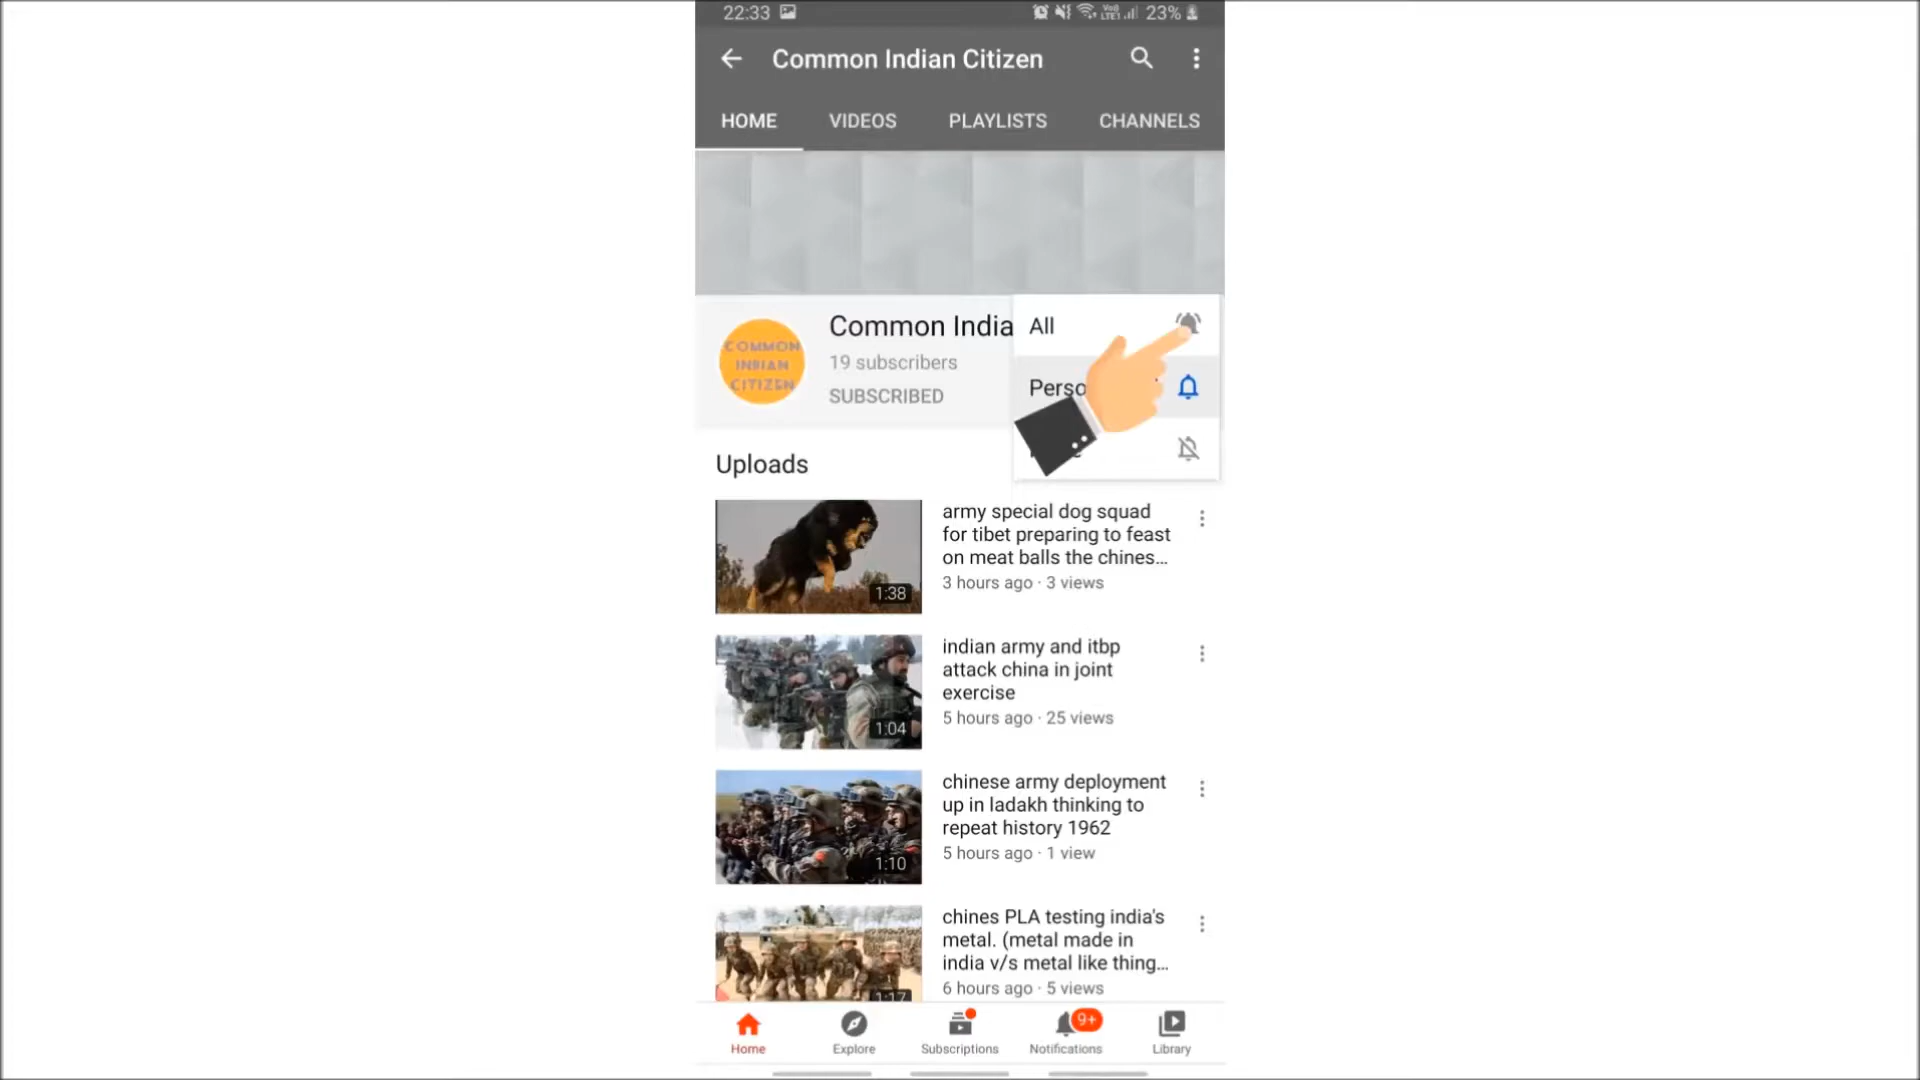 22:33
23%
Common Indian Citizen
HOME VIDEOS PLAYLISTS CHANNELS
COMMON
INDIAN
CITIZEN
Common India
19 subscribers
SUBSCRIBED
All
Perso
Uploads
1:38
army special dog squad
for tibet preparing to feast
on meat balls the chines...
3 hours ago · 3 views
1:04
indian army and itbp
attack china in joint
exercise
5 hours ago · 25 views
1:10
chinese army deployment
up in ladakh thinking to
repeat history 1962
5 hours ago · 1 view
1:17
chines PLA testing india's
metal. (metal made in
india v/s metal like thing...
6 hours ago · 5 views
9+
Home Explore Subscriptions Notifications Library